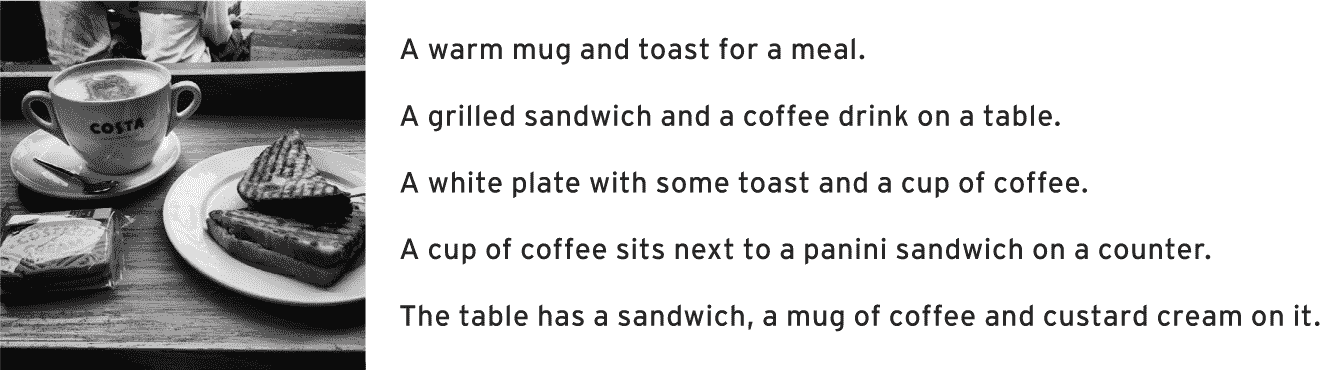 COSTA
A warm mug and toast for a meal.
A grilled sandwich and a coffee drink on a table.
A white plate with some toast and a cup of coffee.
A cup of coffee sits next to a panini sandwich on a counter.
The table has a sandwich, a mug of coffee and custard cream on it.